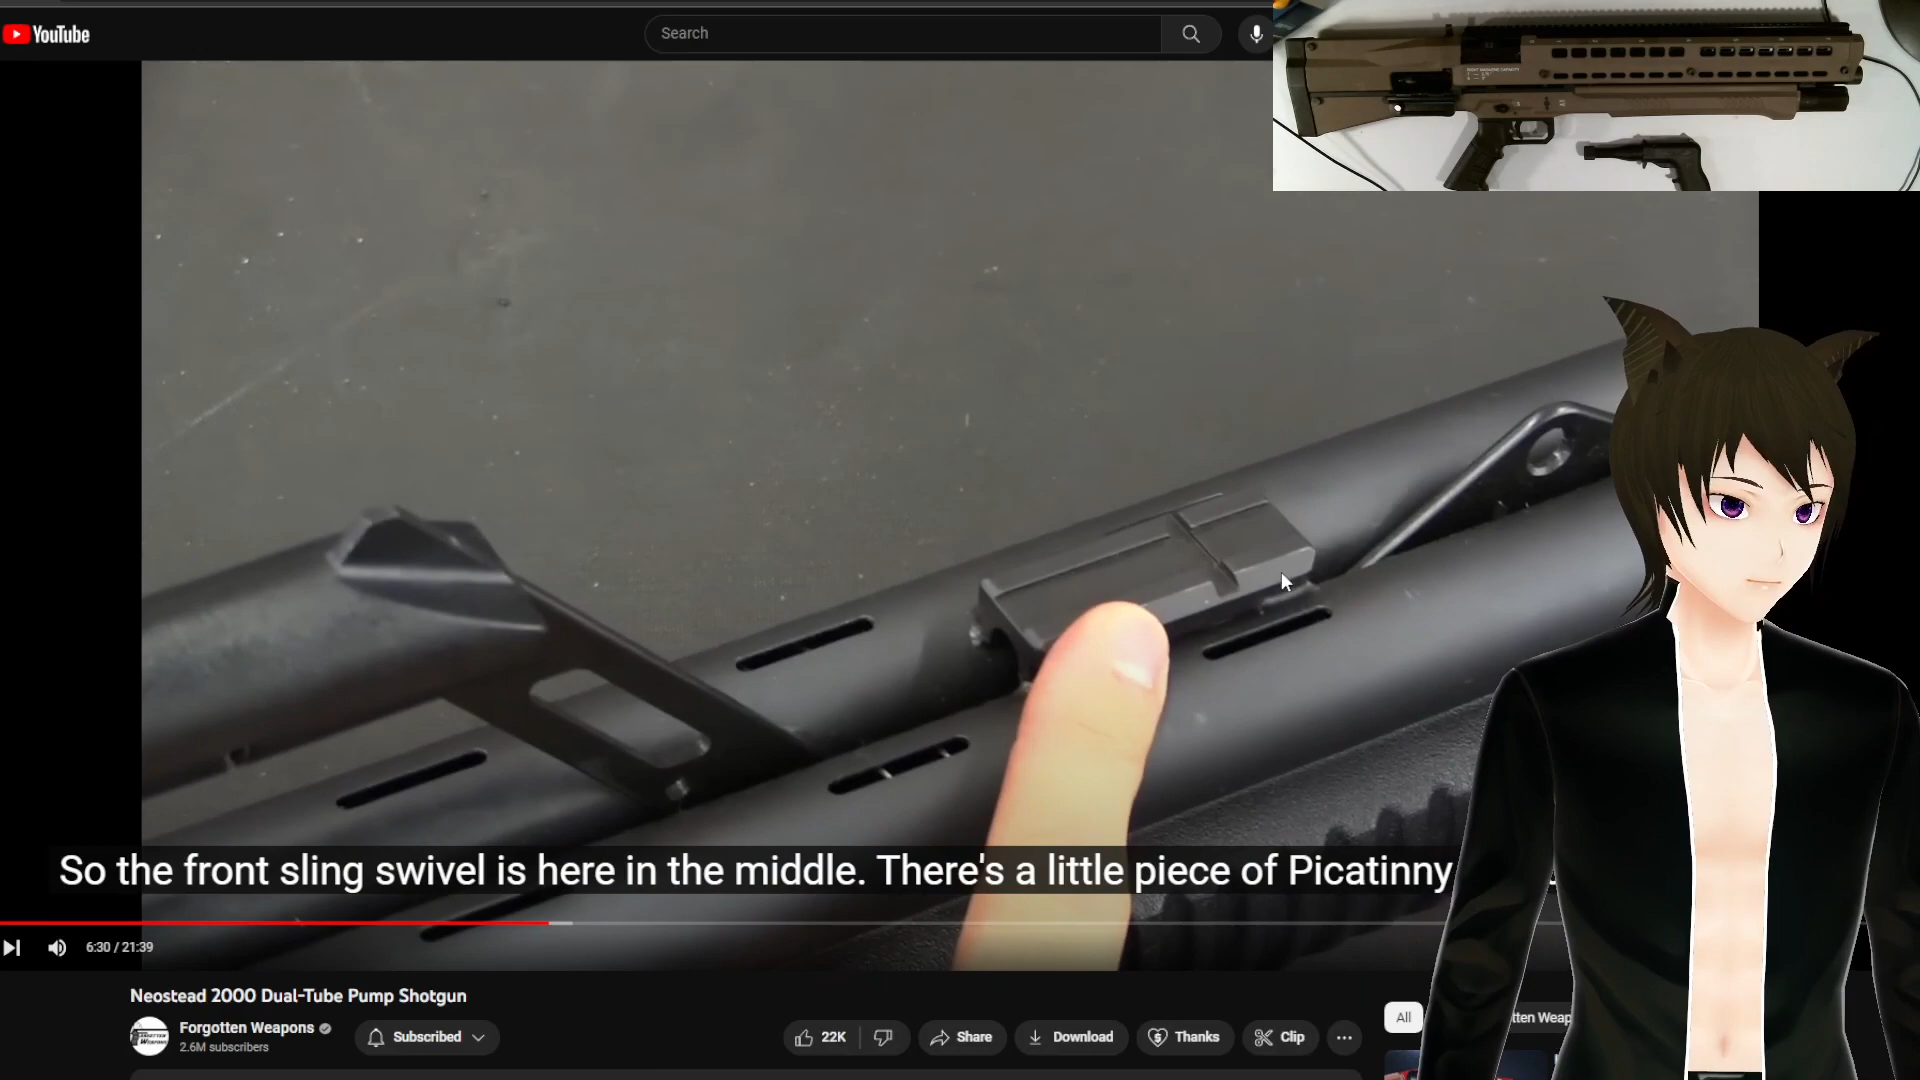 YouTube
Search
So the front sling swivel is here in the middle. There's a little piece of Picatinny
6:30 / 21:39
Neostead 2000 Dual-Tube Pump Shotgun
Forgotten Weapons
2.6M subscribers
Subscribed
22K
Share
Download
Thanks
Clip
All
tten Weap